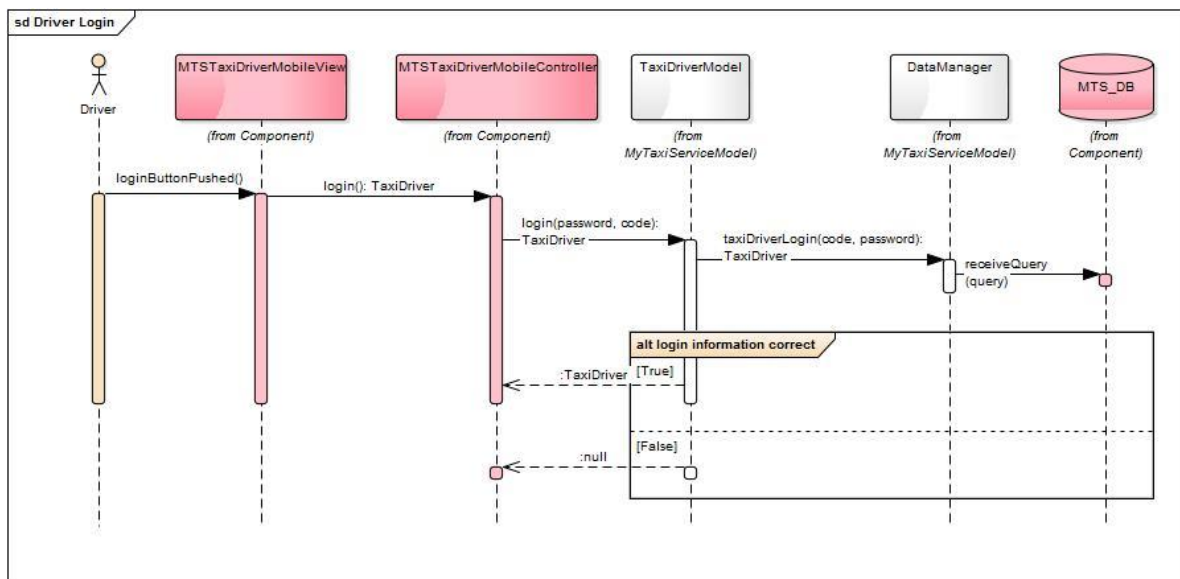 sd Driver Login
Driver
MTSTaxiDriverMobileView
(from Component)
MTSTaxiDriverMobileController
(from Component)
TaxiDriverModel
(from
MyTaxiServiceModel)
DataManager
(from
MyTaxiServiceModel)
MTS_DB
(from
Component)
loginButtonPushed()
login(): TaxiDriver
login(password, code):
TaxiDriver
taxiDriverLogin(code, password):
TaxiDriver
receiveQuery
(query)
alt login information correct
:TaxiDriver
[True]
[False]
:null